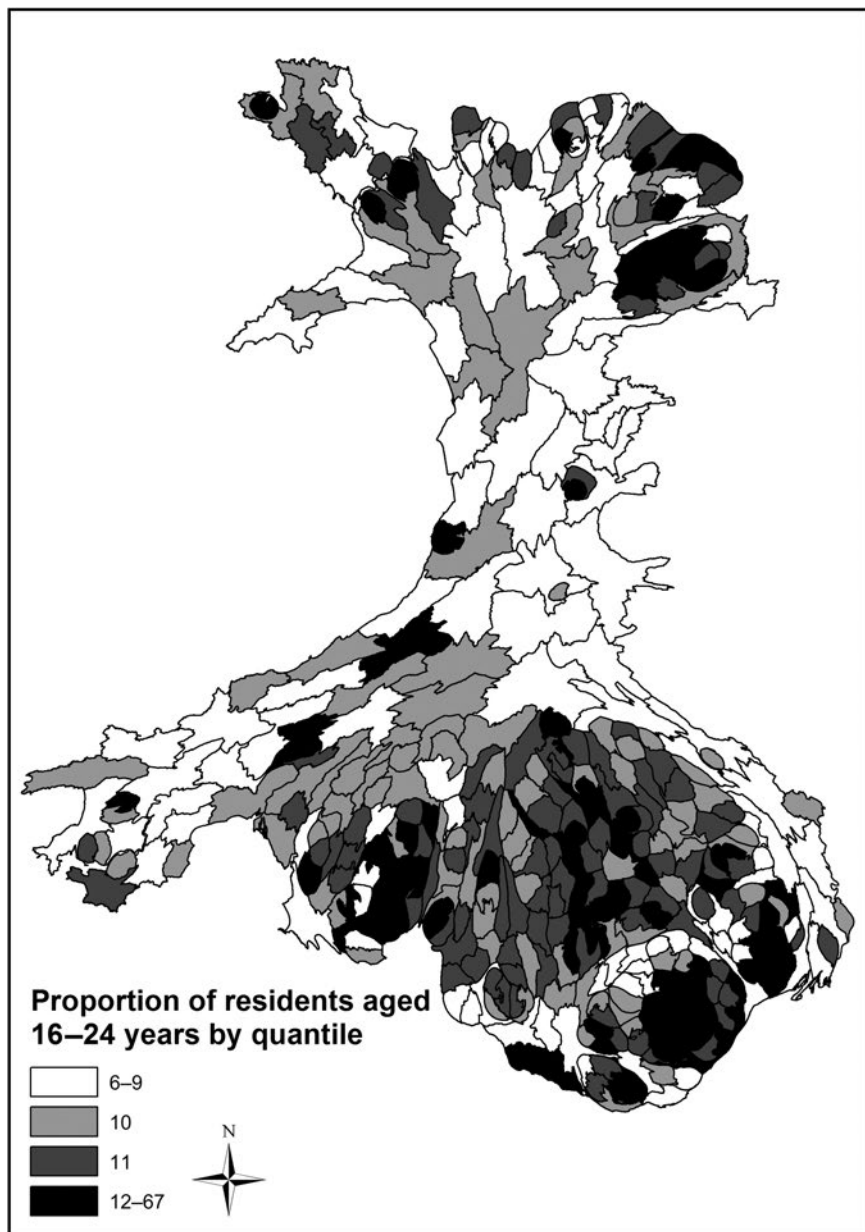 Proportion of residents aged
16–24 years by quantile
6–9
10
11
12–67
N